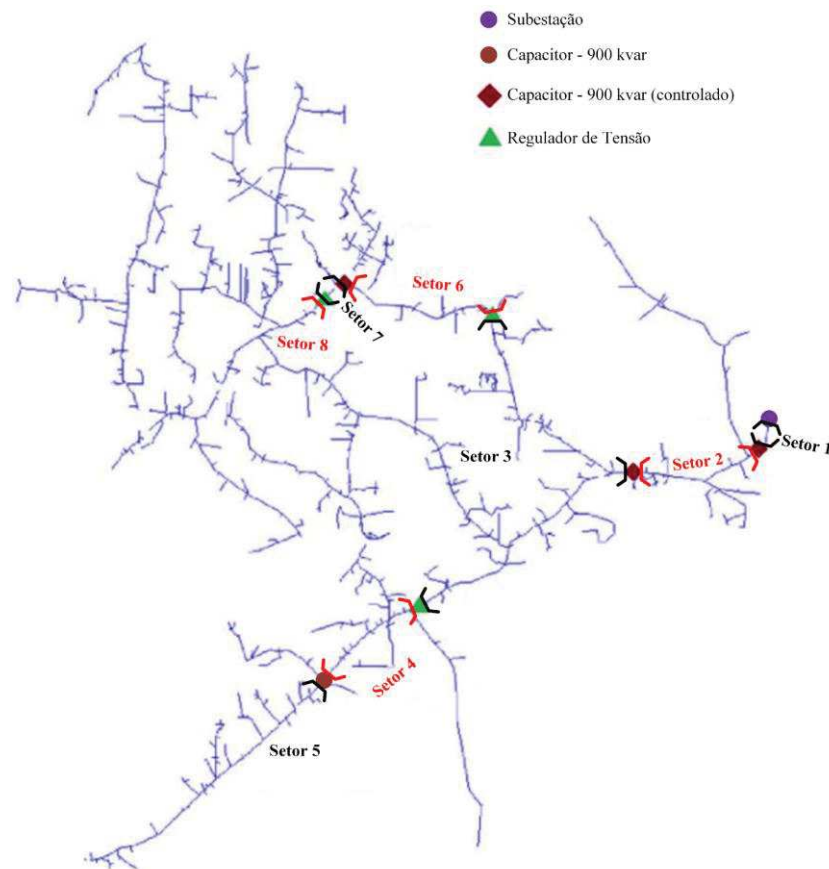 Subestação
Capacitor - 900 kvar
Capacitor - 900 kvar (controlado)
Regulador de Tensão
Setor 6
Setor 7
Setor 8
Setor 1
Setor 3
Setor 2
Setor 4
Setor 5